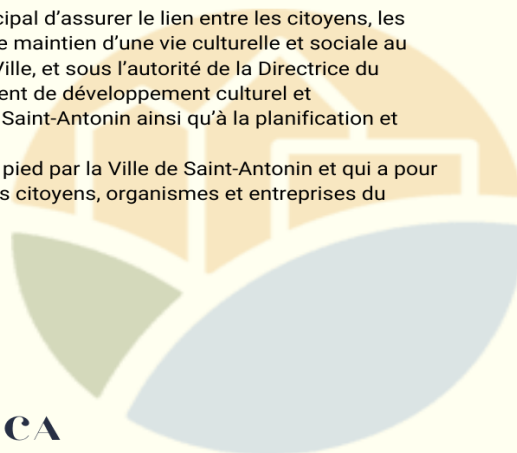 cipal d’assurer le lien entre les citoyens, les
e maintien d’une vie culturelle et sociale au
Ville, et sous l’autorité de la Directrice du
ent de développement culturel et
Saint-Antonin ainsi qu’à la planification et
pied par la Ville de Saint-Antonin et qui a pour
s citoyens, organismes et entreprises du
CA